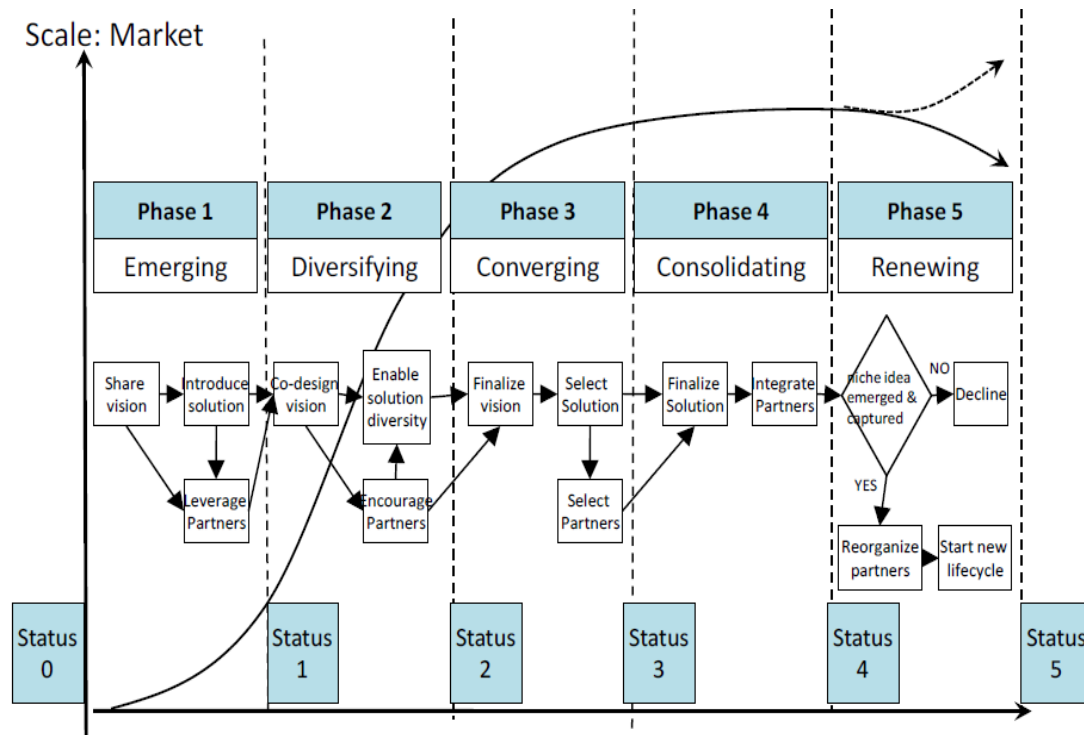 Scale: Market
Phase 1
Phase 2
Phase 3
Phase 4
Phase 5
Emerging
Diversifying
Converging
Consolidating
Renewing
Share
vision
Introduce
solution
Leverage
Partners
Co-design
vision
Enable
solution
diversity
Encourage
Partners
Finalize
vision
Select
Solution
Select
Partners
Finalize
Solution
Integrate
Partners
niche idea
emerged &
captured
NO
Decline
YES
Reorganize
partners
Start new
lifecycle
Status
0
Status
1
Status
2
Status
3
Status
4
Status
5